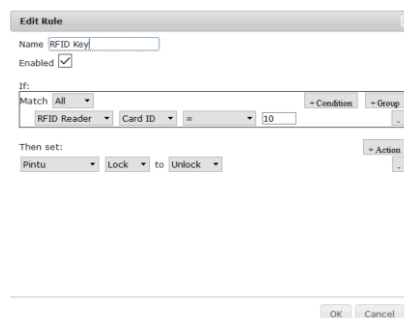 Edit Rule
Name RFID Key
Enabled
If:
Match All + Condition + Group
RFID Reader Card ID = 10 -
Then set: + Action
Pintu Lock to Unlock -
OK Cancel